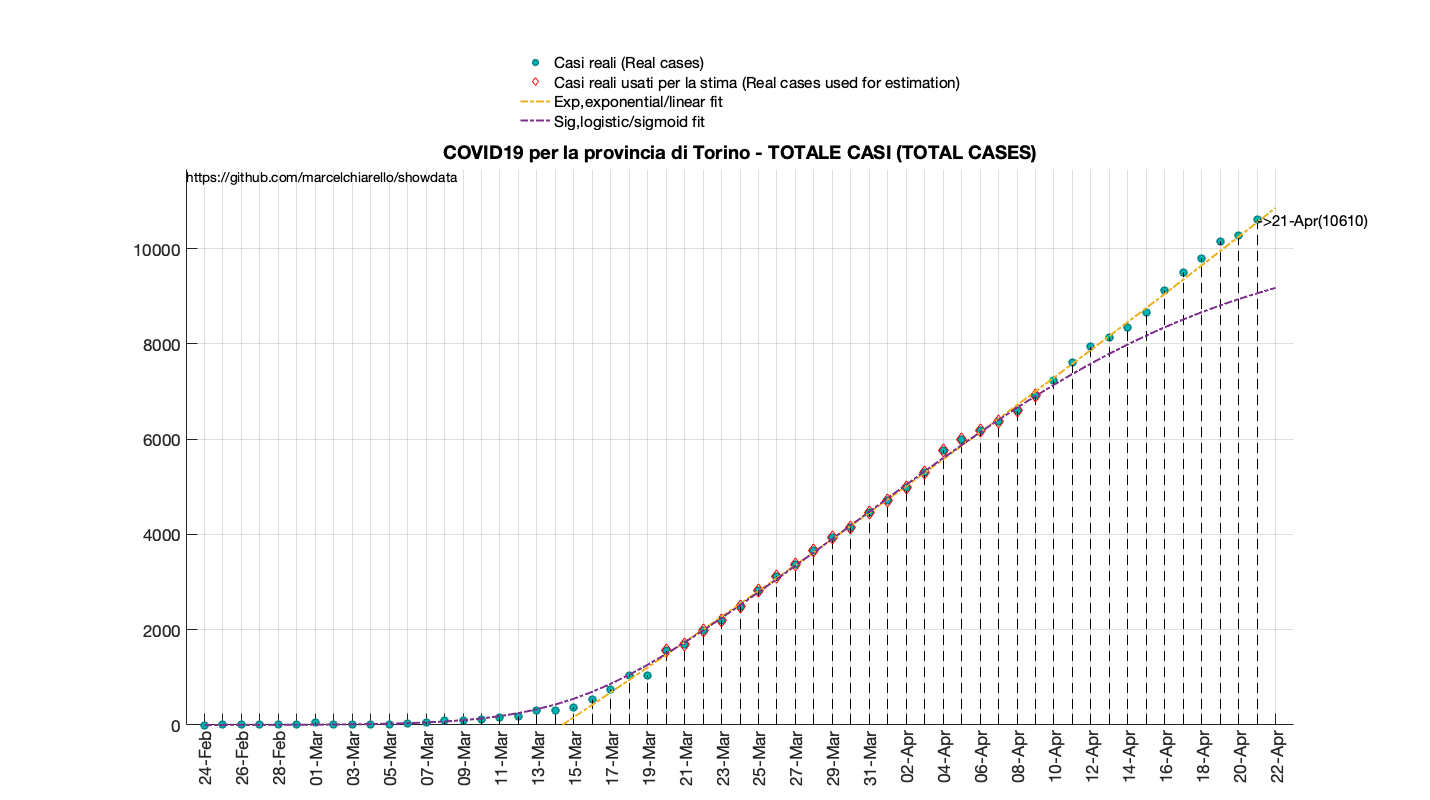 Casi reali (Real cases)
Casi reali usati per la stima (Real cases used for estimation)
Exp,exponential/linear fit
Sig,logistic/sigmoid fit
COVID19 per la provincia di Torino - TOTALE CASI (TOTAL CASES)
https://github.com/marcelchiarello/showdata
->21-Apr(10610)
10000
8000
6000
4000
2000
0
24-Feb
26-Feb
28-Feb
01-Mar
03-Mar
05-Mar
07-Mar
09-Mar
11-Mar
13-Mar
15-Mar
17-Mar
19-Mar
21-Mar
23-Mar
25-Mar
27-Mar
29-Mar
31-Mar
02-Apr
04-Apr
06-Apr
08-Apr
10-Apr
12-Apr
14-Apr
16-Apr
18-Apr
20-Apr
22-Apr